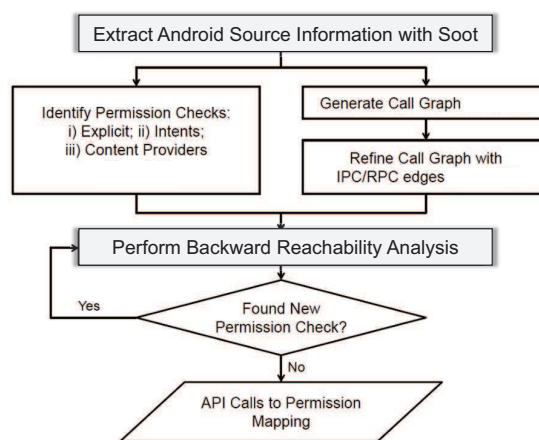 Extract Android Source Information with Soot
Identify Permission Checks:
i) Explicit; ii) Intents;
iii) Content Providers
Generate Call Graph
Refine Call Graph with
IPC/RPC edges
Perform Backward Reachability Analysis
Yes
Found New
Permission Check?
No
API Calls to Permission
Mapping